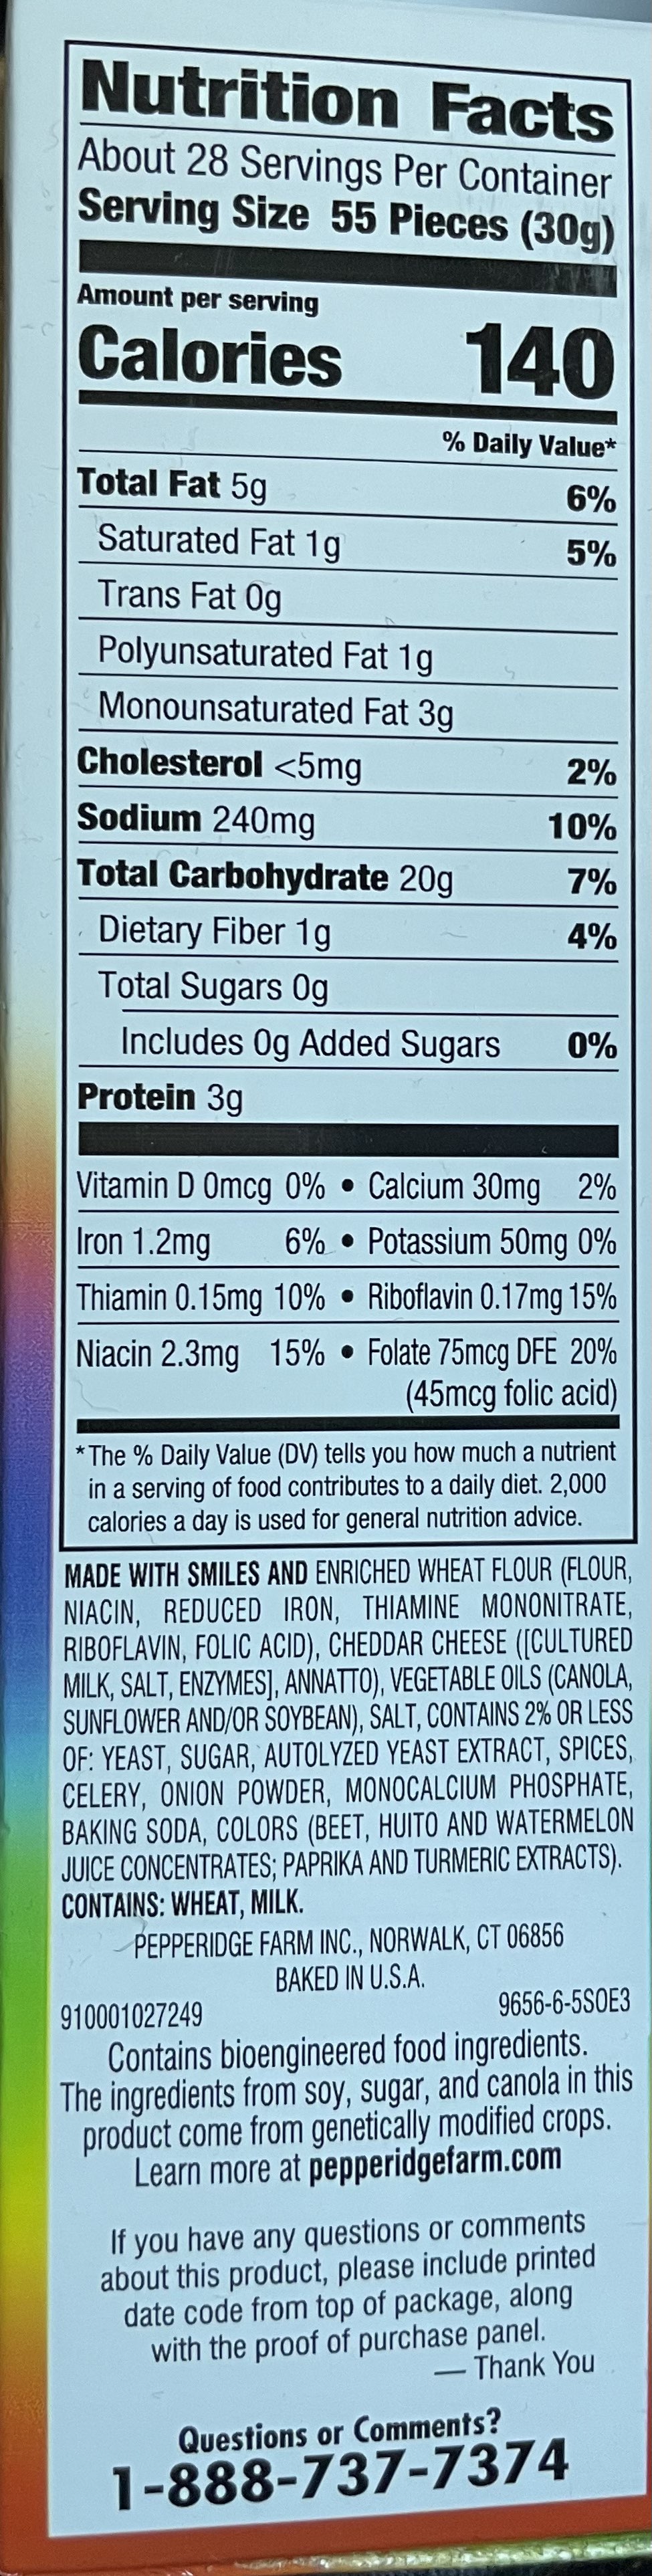 Nutrition Facts
About 28 Servings Per Container
Serving Size 55 Pieces (30g)
Amount per serving
Calories 140
% Daily Value*
Total Fat 5g 6%
Saturated Fat 1g 5%
Trans Fat 0g
Polyunsaturated Fat 1g
Monounsaturated Fat 3g
Cholesterol <5mg 2%
Sodium 240mg 10%
Total Carbohydrate 20g 7%
Dietary Fiber 1g 4%
Total Sugars 0g
Includes 0g Added Sugars 0%
Protein 3g
Vitamin D 0mcg 0% • Calcium 30mg 2%
Iron 1.2mg 6% • Potassium 50mg 0%
Thiamin 0.15mg 10% • Riboflavin 0.17mg 15%
Niacin 2.3mg 15% • Folate 75mcg DFE 20%
(45mcg folic acid)
*The % Daily Value (DV) tells you how much a nutrient
in a serving of food contributes to a daily diet. 2,000
calories a day is used for general nutrition advice.
MADE WITH SMILES AND ENRICHED WHEAT FLOUR (FLOUR,
NIACIN, REDUCED IRON, THIAMINE MONONITRATE,
RIBOFLAVIN, FOLIC ACID), CHEDDAR CHEESE ([CULTURED
MILK, SALT, ENZYMES], ANNATTO), VEGETABLE OILS (CANOLA,
SUNFLOWER AND/OR SOYBEAN), SALT, CONTAINS 2% OR LESS
OF: YEAST, SUGAR, AUTOLYZED YEAST EXTRACT, SPICES,
CELERY, ONION POWDER, MONOCALCIUM PHOSPHATE,
BAKING SODA, COLORS (BEET, HUITO AND WATERMELON
JUICE CONCENTRATES; PAPRIKA AND TURMERIC EXTRACTS).
CONTAINS: WHEAT, MILK.
PEPPERIDGE FARM INC., NORWALK, CT 06856
BAKED IN U.S.A.
910001027249 9656-6-5SOE3
Contains bioengineered food ingredients.
The ingredients from soy, sugar, and canola in this
product come from genetically modified crops.
Learn more at pepperidgefarm.com
If you have any questions or comments
about this product, please include printed
date code from top of package, along
with the proof of purchase panel.
— Thank You
Questions or Comments?
1-888-737-7374